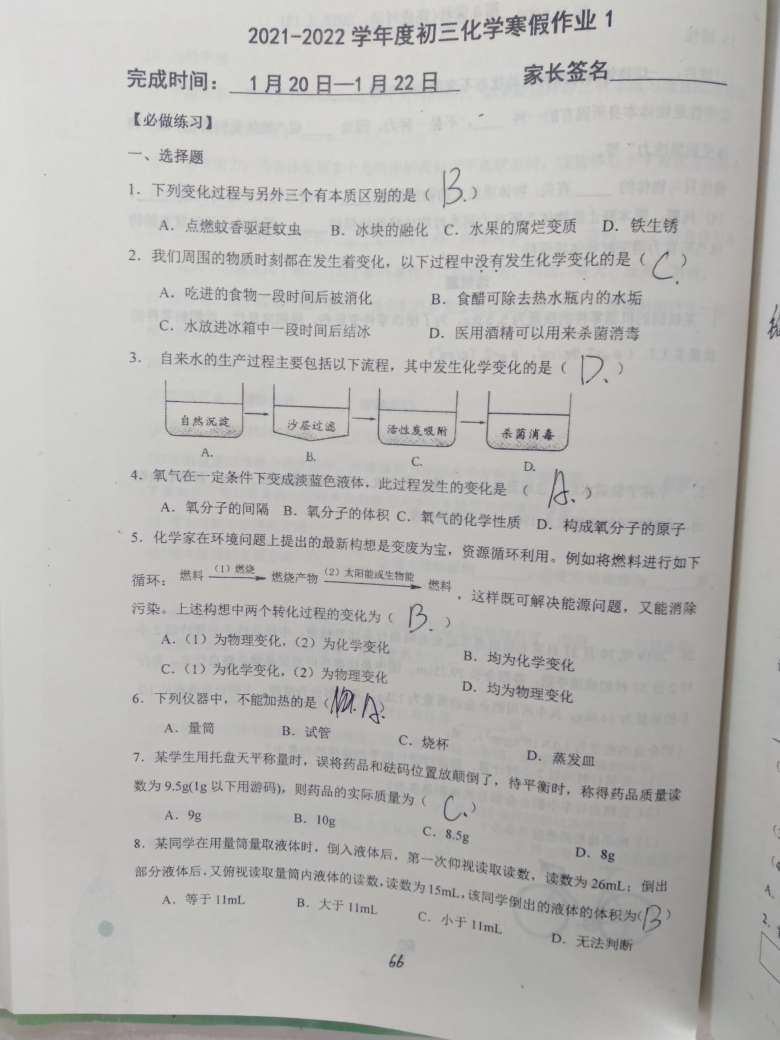 2021-2022 学年度初三化学寒假作业 1
完成时间：1 月 20 日—1 月 22 日 家长签名
【必做练习】
一、选择题
1. 下列变化过程与另外三个有本质区别的是（ B. ）
A．点燃蚊香驱赶蚊虫 B．冰块的融化 C．水果的腐烂变质 D．铁生锈
2．我们周围的物质时刻都在发生着变化，以下过程中没有发生化学变化的是（ C. ）
A．吃进的食物一段时间后被消化 B．食醋可除去热水瓶内的水垢
C．水放进冰箱中一段时间后结冰 D．医用酒精可以用来杀菌消毒
3． 自来水的生产过程主要包括以下流程，其中发生化学变化的是（ D. ）
自然沉淀 沙层过滤 活性炭吸附 杀菌消毒
A. B. C. D.
4．氧气在一定条件下变成淡蓝色液体，此过程发生的变化是 （ A. ）
A．氧分子的间隔 B．氧分子的体积 C．氧气的化学性质 D．构成氧分子的原子
5．化学家在环境问题上提出的最新构想是变废为宝，资源循环利用。例如将燃料进行如下
循环： 燃料 （1）燃烧 燃烧产物 （2）太阳能或生物能 燃料 ，这样既可解决能源问题，又能消除
污染。上述构想中两个转化过程的变化为（ B. ）
A．（1）为物理变化，（2）为化学变化 B．均为化学变化
C．（1）为化学变化，（2）为物理变化 D．均为物理变化
6．下列仪器中，不能加热的是（ A. ）
A．量筒 B．试管 C．烧杯 D．蒸发皿
7．某学生用托盘天平称量时，误将药品和砝码位置放颠倒了，待平衡时，称得药品质量读
数为 9.5g(1g 以下用游码)，则药品的实际质量为（ C. ）
A．9g B．10g C．8.5g D．8g
8．某同学在用量筒量取液体时，倒入液体后，第一次仰视读取读数，读数为 26mL；倒出
部分液体后，又俯视读取量筒内液体的读数，读数为 15mL，该同学倒出的液体的体积为（ B ）
A．等于 11mL B．大于 11mL C．小于 11mL D．无法判断
66